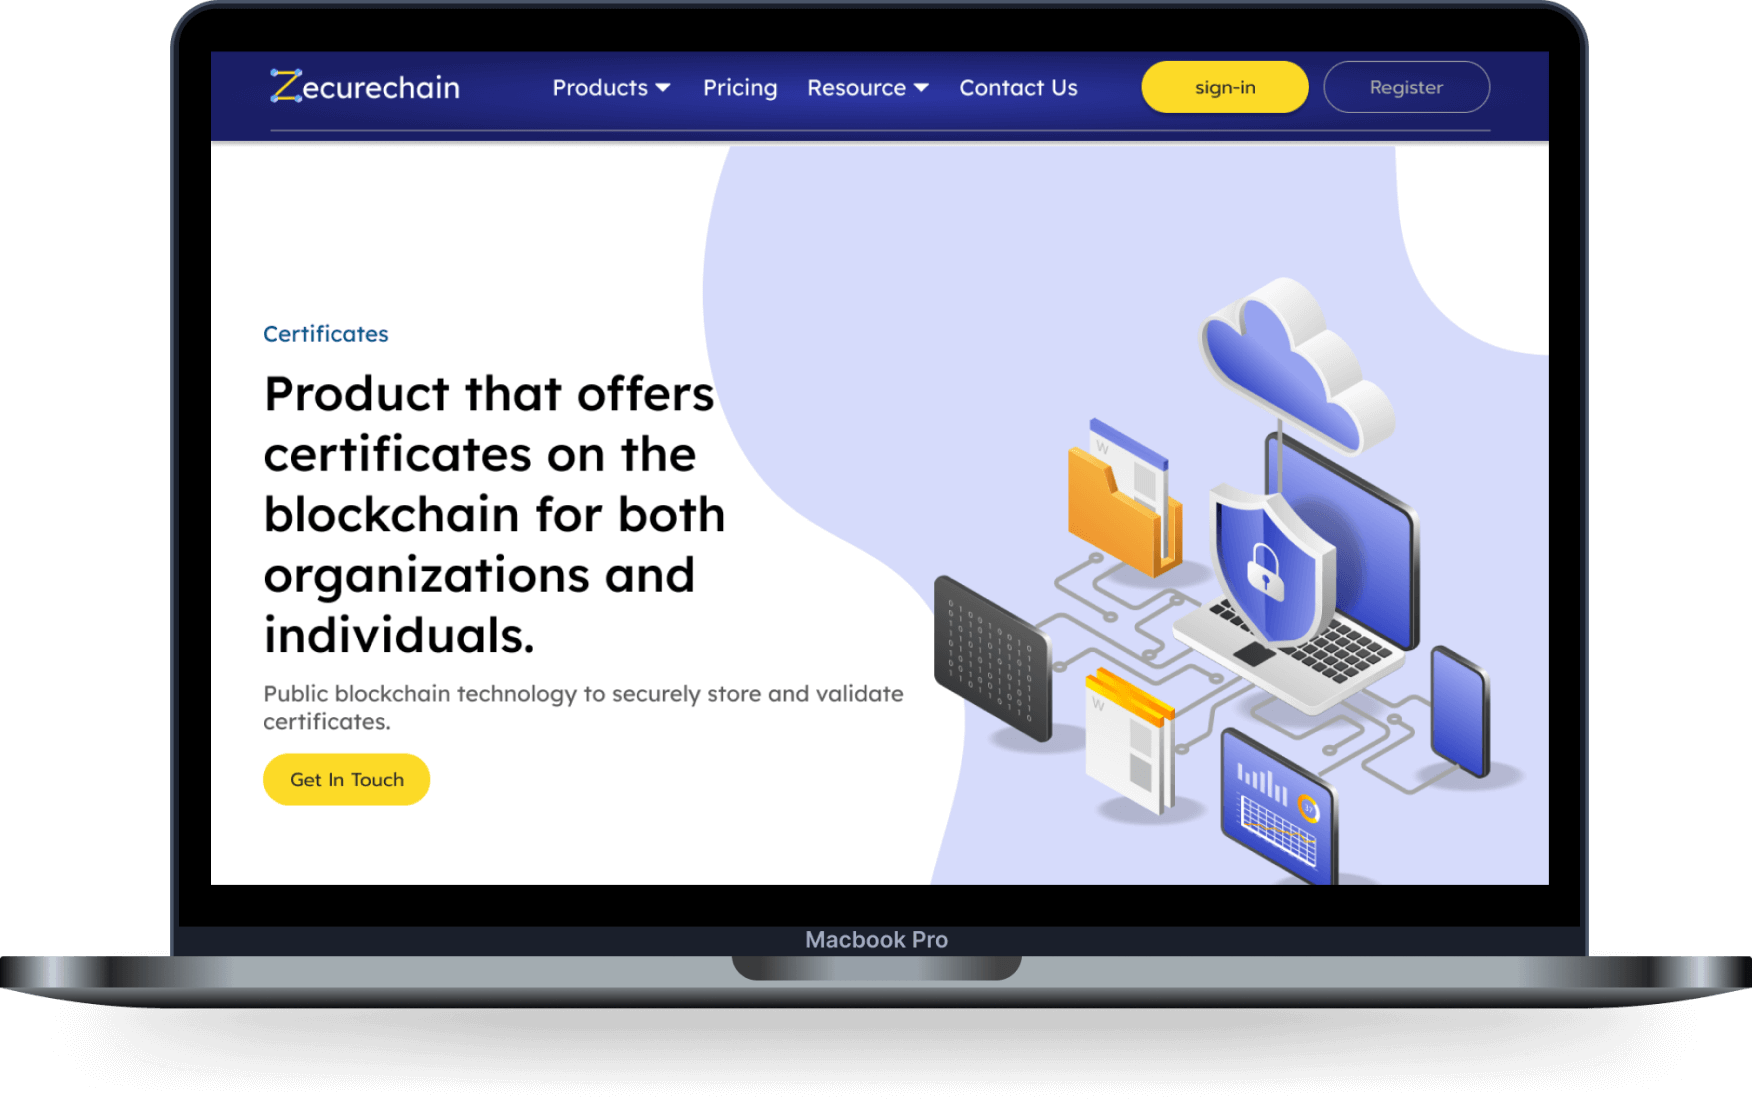 Zecurechain
Products
Pricing
Resource
Contact Us
sign-in
Register
Certificates
Product that offers
certificates on the
blockchain for both
organizations and
individuals.
Public blockchain technology to securely store and validate
certificates.
Get In Touch
W
W
37
Macbook Pro